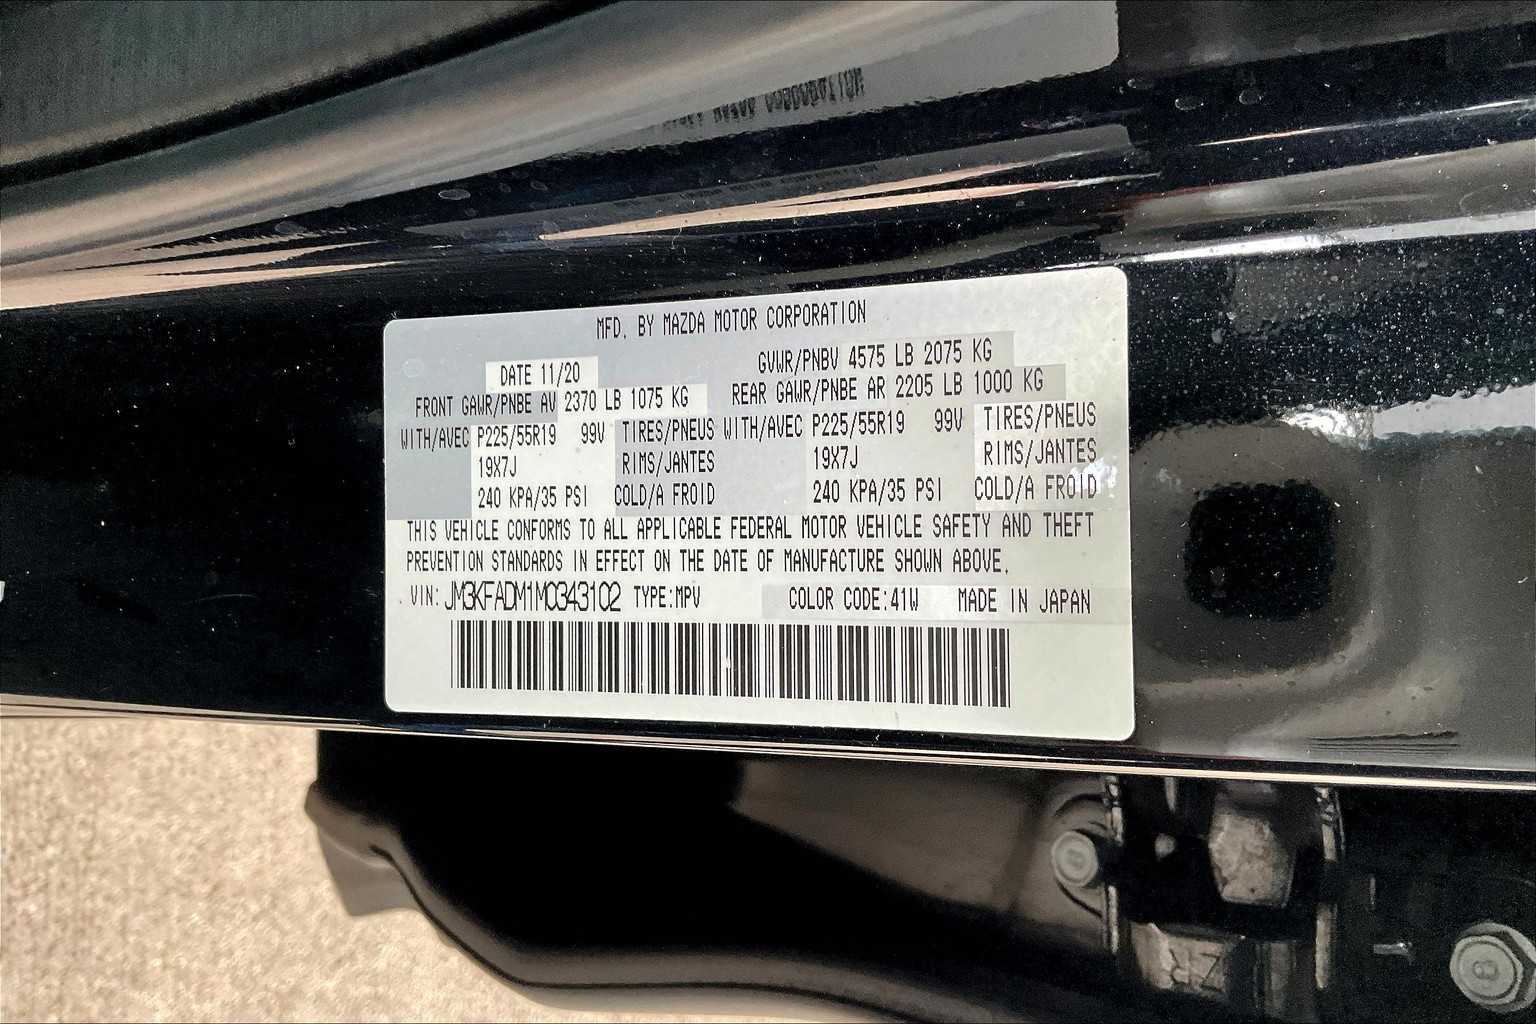 MFD. BY MAZDA MOTOR CORPORATION
DATE 11/20 GVWR/PNBV 4575 LB 2075 KG
FRONT GAWR/PNBE AV 2370 LB 1075 KG REAR GAWR/PNBE AR 2205 LB 1000 KG
WITH/AVEC P225/55R19 99V TIRES/PNEUS WITH/AVEC P225/55R19 99V TIRES/PNEUS
19X7J RIMS/JANTES 19X7J RIMS/JANTES
240 KPA/35 PSI COLD/A FROID 240 KPA/35 PSI COLD/A FROID
THIS VEHICLE CONFORMS TO ALL APPLICABLE FEDERAL MOTOR VEHICLE SAFETY AND THEFT
PREVENTION STANDARDS IN EFFECT ON THE DATE OF MANUFACTURE SHOWN ABOVE.
VIN: JM3KFADM1M0343102 TYPE:MPV COLOR CODE:41W MADE IN JAPAN
8
8